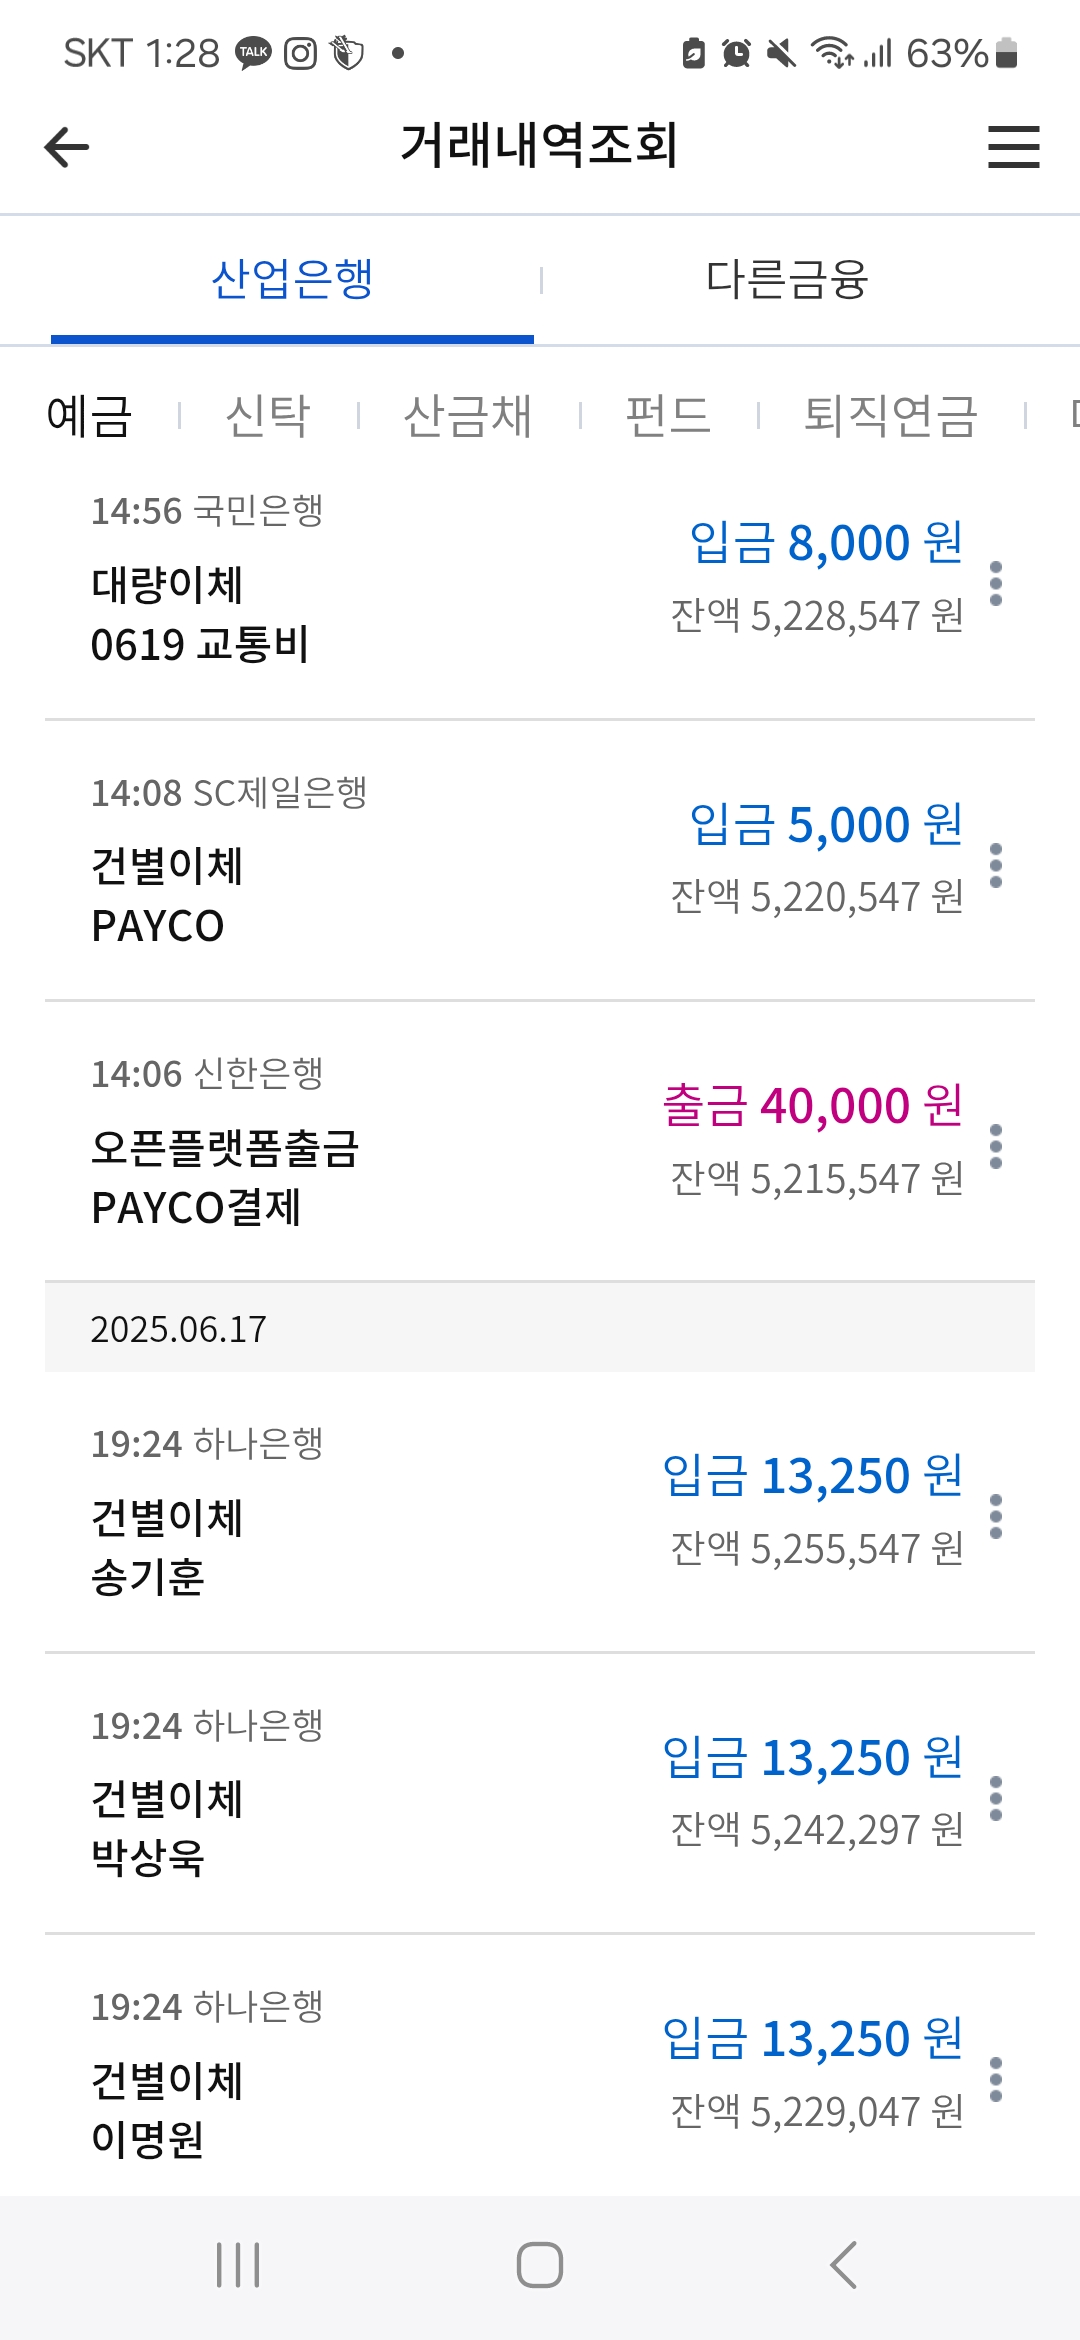 SKT 1:28 TALK 63%
거래내역조회
산업은행 다른금융
예금 신탁 산금채 펀드 퇴직연금
14:56 국민은행
입금 8,000 원
대량이체
잔액 5,228,547 원
0619 교통비
14:08 SC제일은행
입금 5,000 원
건별이체
잔액 5,220,547 원
PAYCO
14:06 신한은행
출금 40,000 원
오픈플랫폼출금
잔액 5,215,547 원
PAYCO결제
2025.06.17
19:24 하나은행
입금 13,250 원
건별이체
잔액 5,255,547 원
송기훈
19:24 하나은행
입금 13,250 원
건별이체
잔액 5,242,297 원
박상욱
19:24 하나은행
입금 13,250 원
건별이체
잔액 5,229,047 원
이명원